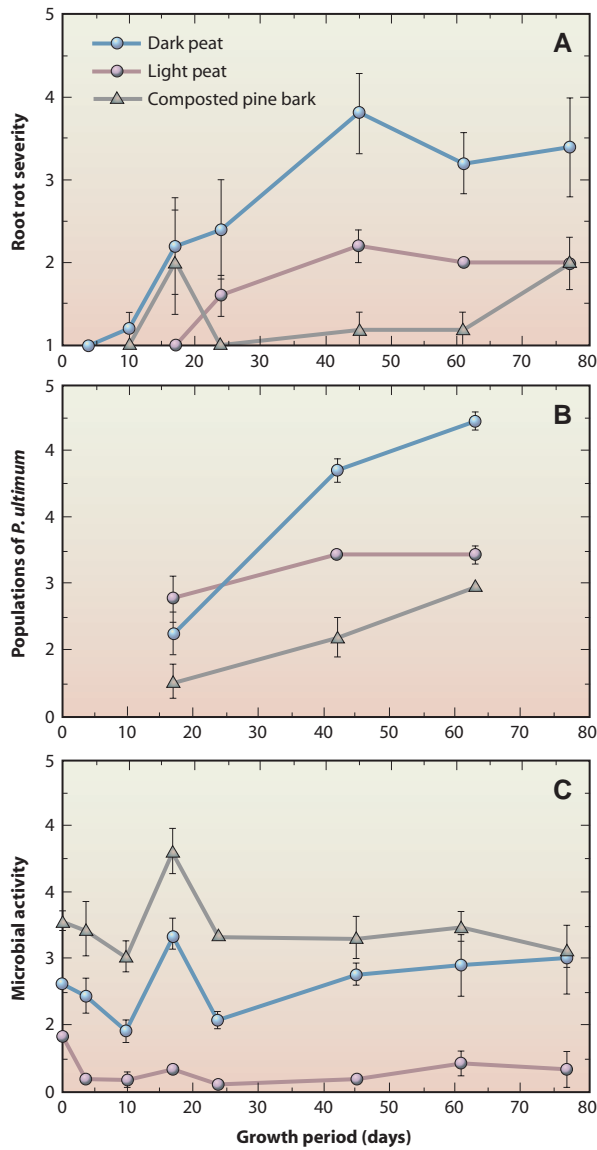 5
A
Dark peat
Light peat
Composted pine bark
4
3
2
1
0 10 20 30 40 50 60 70 80
Root rot severity
5
B
4
4
3
2
0
0 10 20 30 40 50 60 70 80
Populations of P. ultimum
5
C
4
4
3
2
0
0 10 20 30 40 50 60 70 80
Microbial activity
Growth period (days)